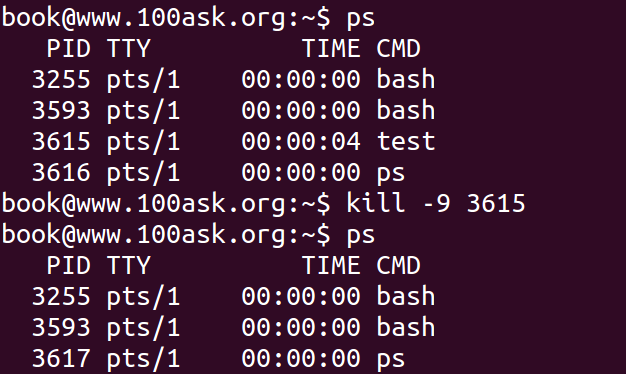 book@www.100ask.org:~$ ps
PID TTY TIME CMD
3255 pts/1 00:00:00 bash
3593 pts/1 00:00:00 bash
3615 pts/1 00:00:04 test
3616 pts/1 00:00:00 ps
book@www.100ask.org:~$ kill -9 3615
book@www.100ask.org:~$ ps
PID TTY TIME CMD
3255 pts/1 00:00:00 bash
3593 pts/1 00:00:00 bash
3617 pts/1 00:00:00 ps